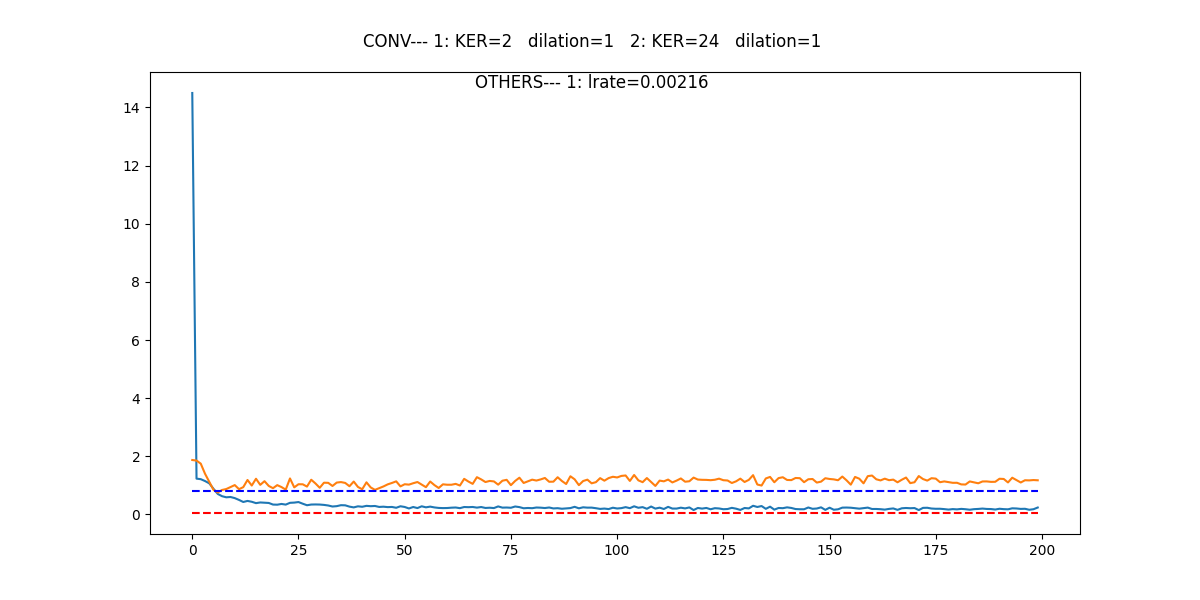 CONV--- 1: KER=2   dilation=1   2: KER=24   dilation=1
OTHERS--- 1: lrate=0.00216
14
12
10
8
6
4
2
0
0 25 50 75 100 125 150 175 200